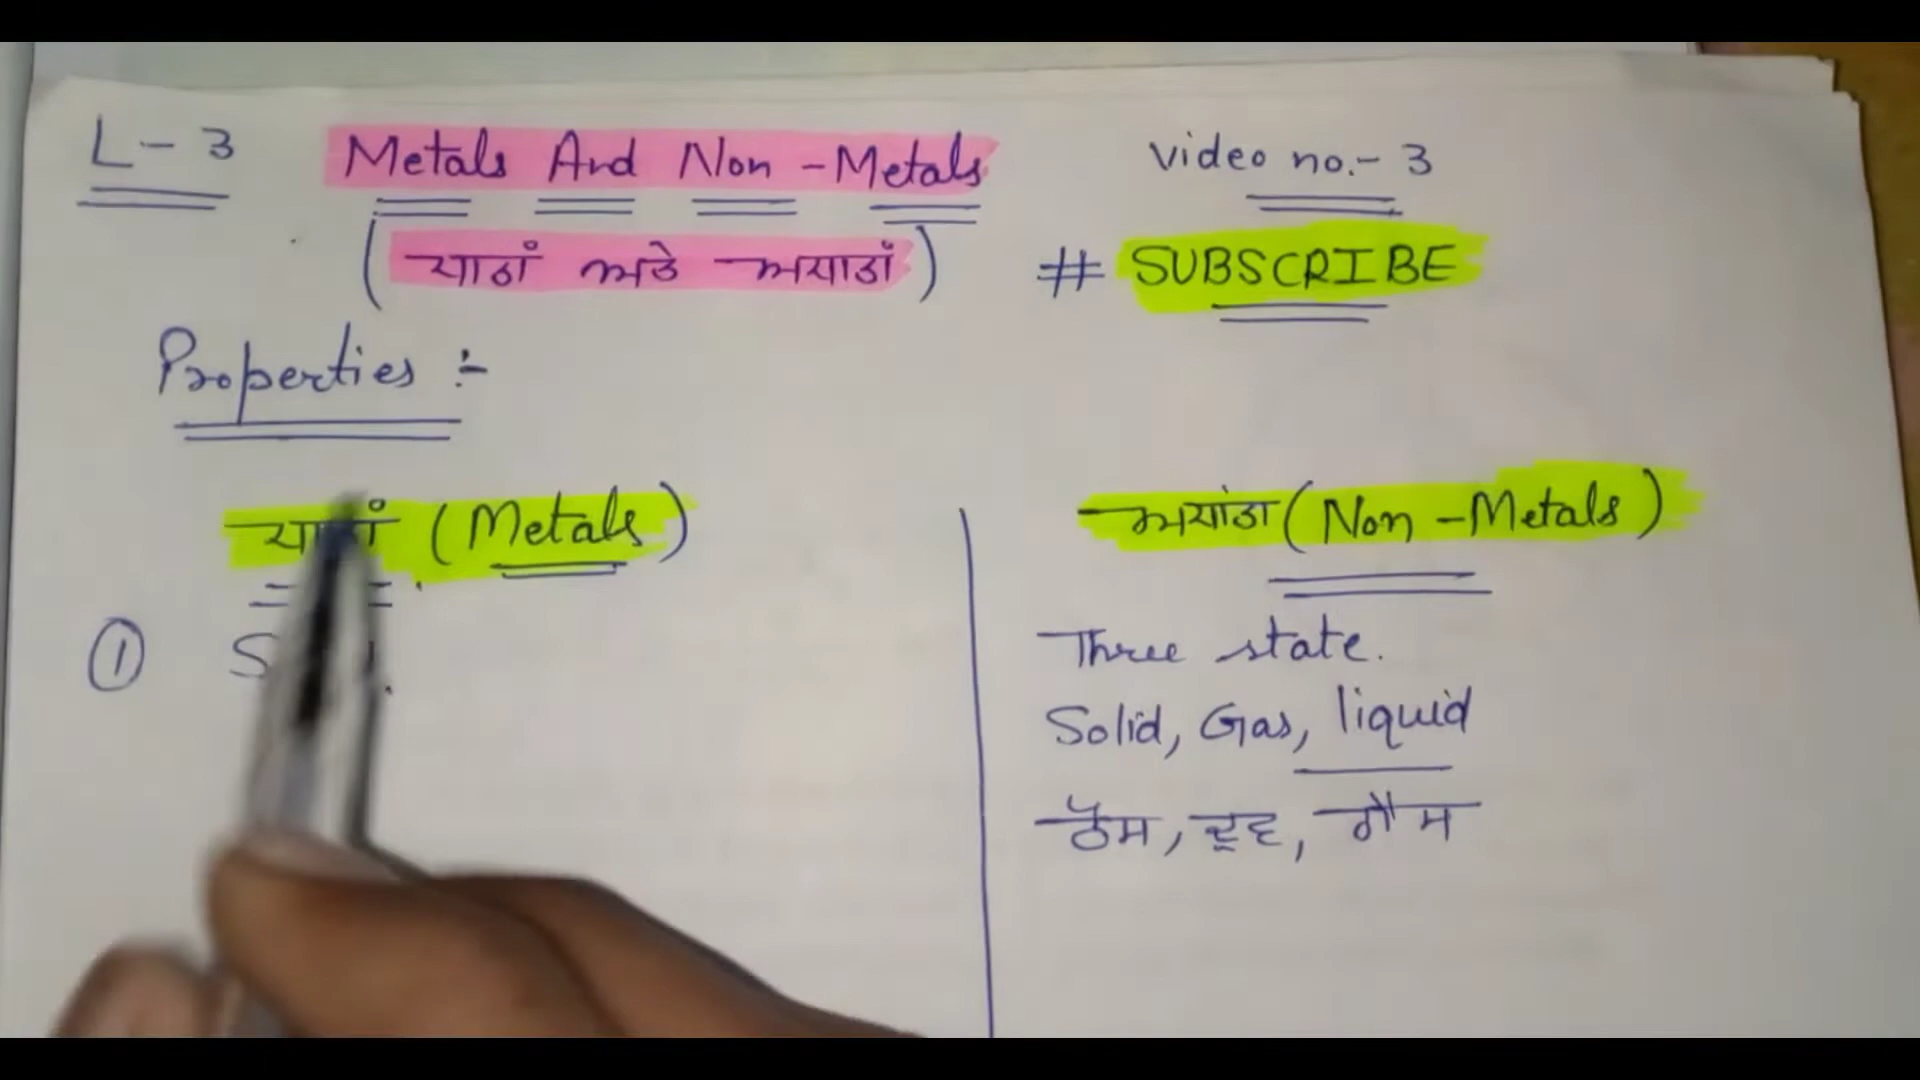 L-3 Metals And Non-Metals Video no.- 3
(ਧਾਤਾਂ ਅਤੇ ਅਧਾਤਾਂ) # SUBSCRIBE
Properties :-
(Metals)
①
ਅਧਾਂਤਾ (Non-Metals)
Three state.
Solid, Gas, liquid
ਠੋਸ, ਦ੍ਰਵ, ਗੈਸ